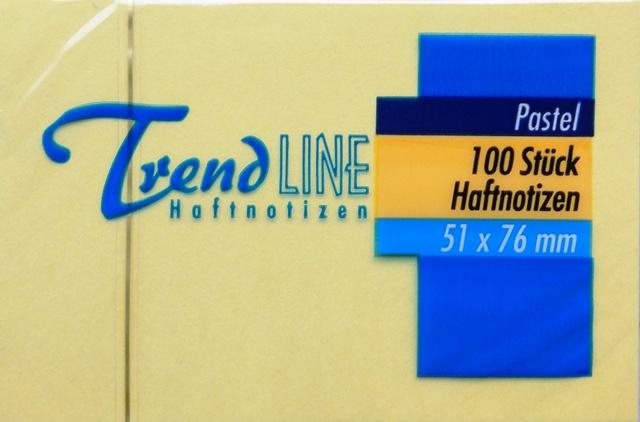 Trend LINE
Haftnotizen
Pastel
100 Stück
Haftnotizen
51 x 76 mm